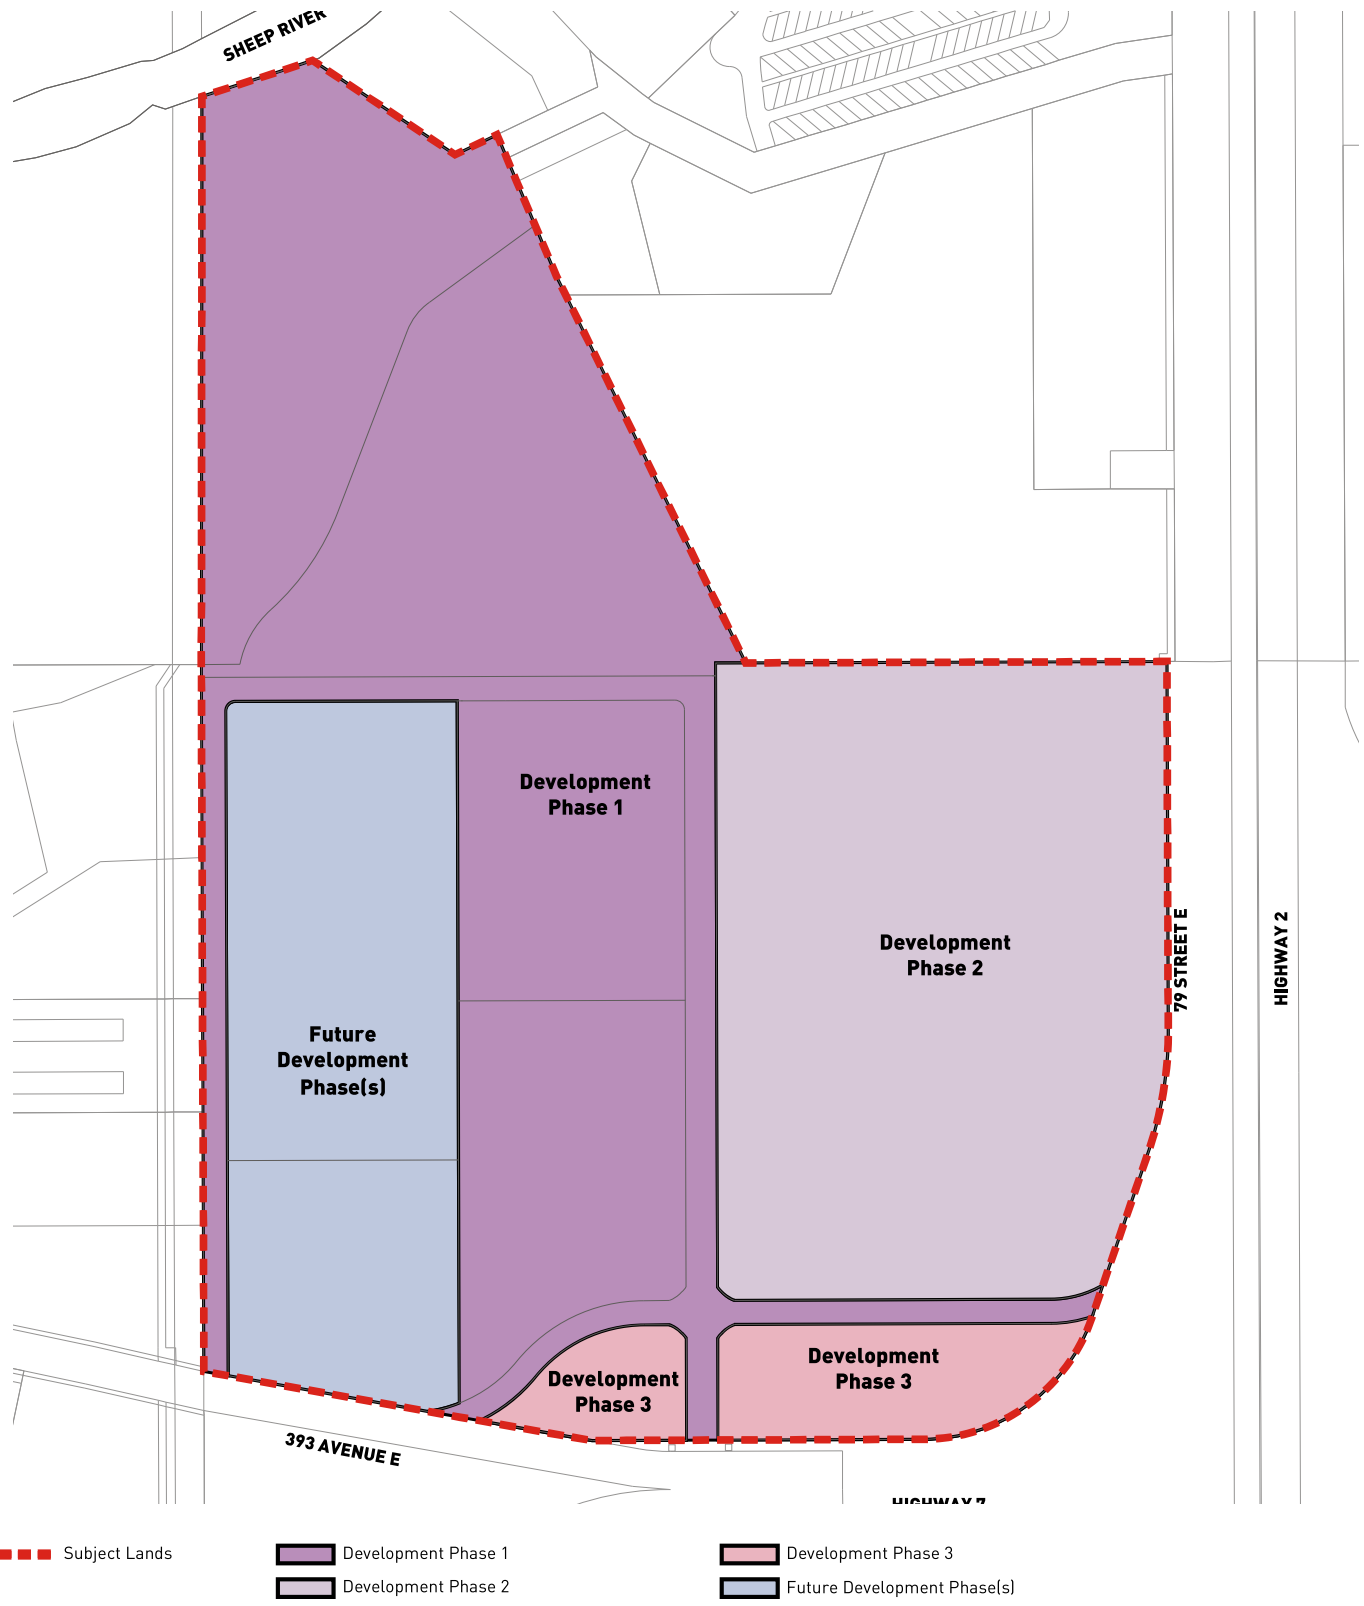 SHEEP RIVER
Development
Phase 1
Development
Phase 2
79 STREET E
HIGHWAY 2
Future
Development
Phase(s)
Development
Phase 3
Development
Phase 3
393 AVENUE E
HIGHWAY 7
Subject Lands
Development Phase 1
Development Phase 3
Development Phase 2
Future Development Phase(s)